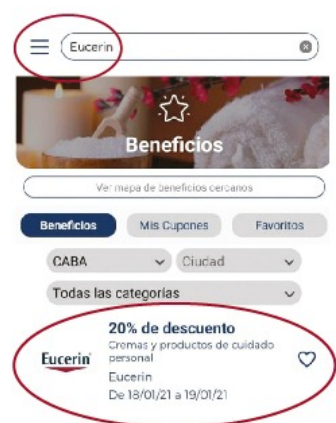 Eucerin
Beneficios
Ver mapa de beneficios cercanos
Beneficios Mis Cupones Favoritos
CABA Ciudad
Todas las categorías
20% de descuento
Cremas y productos de cuidado
personal
Eucerin
Eucerin
De 18/01/21 a 19/01/21